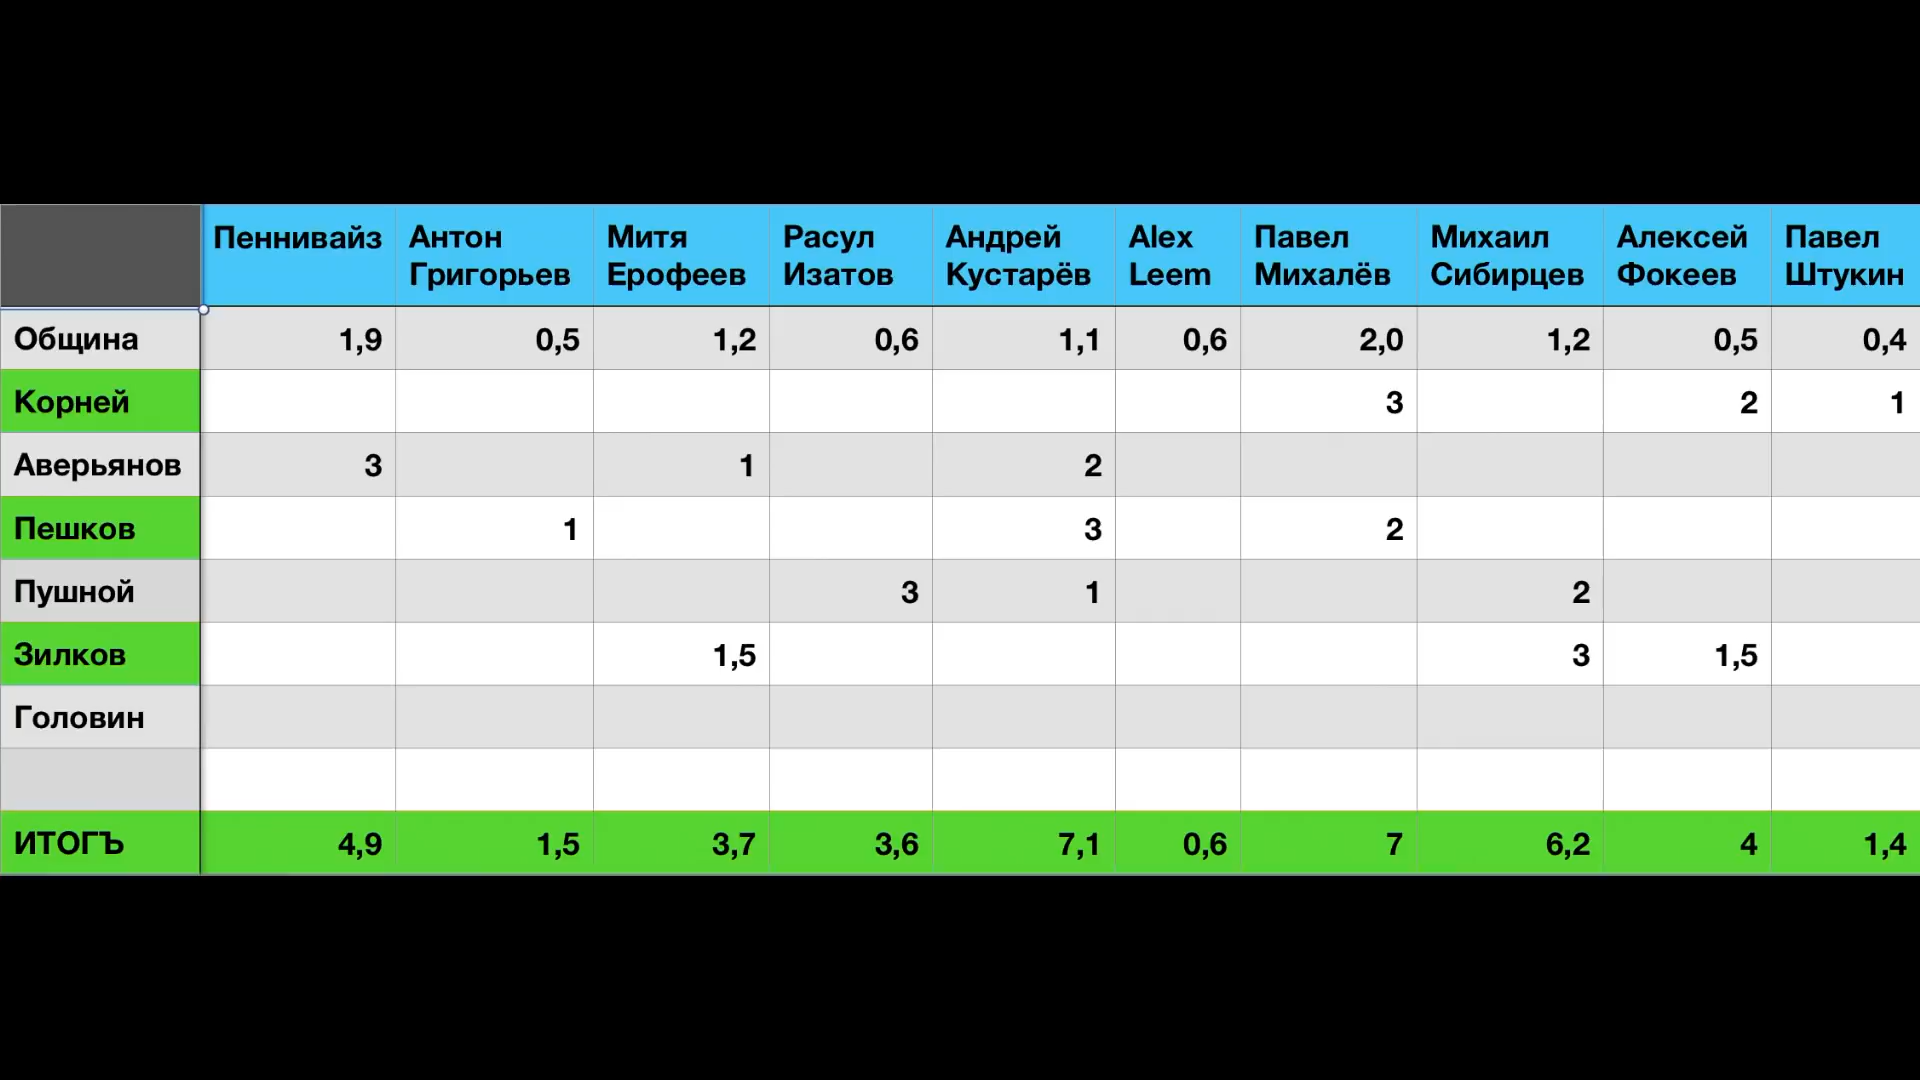 Пеннивайз Антон Григорьев Митя Ерофеев Расул Изатов Андрей Кустарёв Alex Leem Павел Михалёв Михаил Сибирцев Алексей Фокеев Павел Штукин
Община 1,9 0,5 1,2 0,6 1,1 0,6 2,0 1,2 0,5 0,4
Корней 3 2 1
Аверьянов 3 1 2
Пешков 1 3 2
Пушной 3 1 2
Зилков 1,5 3 1,5
Головин
ИТОГЪ 4,9 1,5 3,7 3,6 7,1 0,6 7 6,2 4 1,4